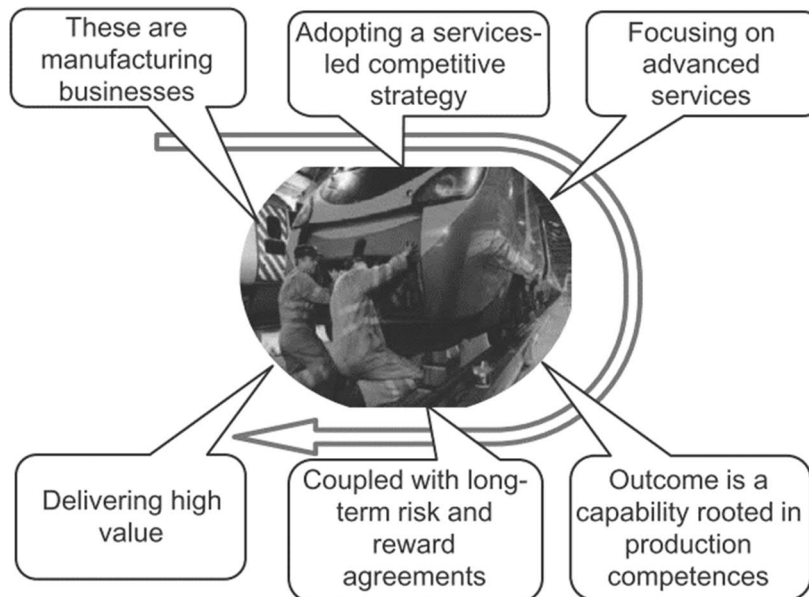 These are
manufacturing
businesses
Adopting a services-
led competitive
strategy
Focusing on
advanced
services
Outcome is a
capability rooted in
production
competences
Coupled with long-
term risk and
reward
agreements
Delivering high
value